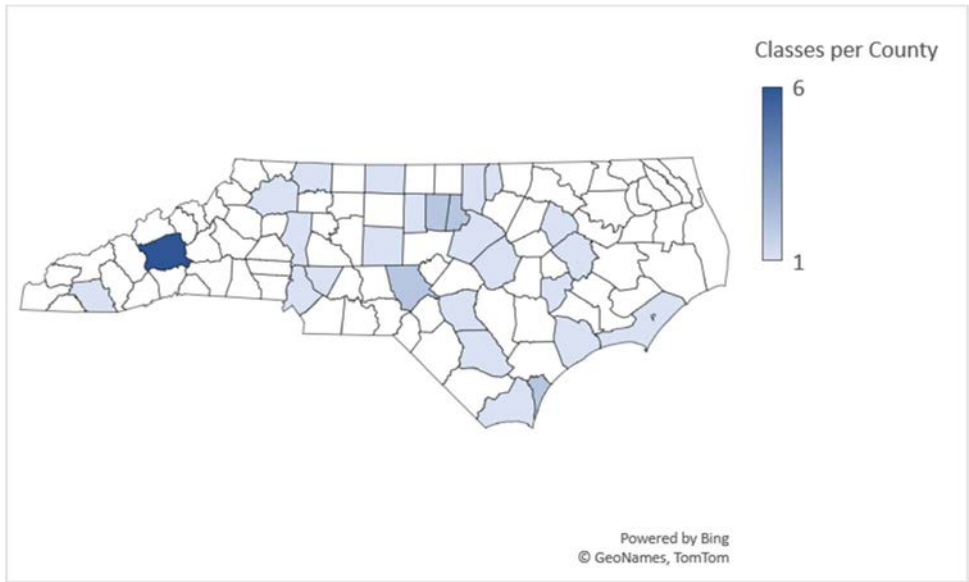 Classes per County
6
1
Powered by Bing
© GeoNames, TomTom